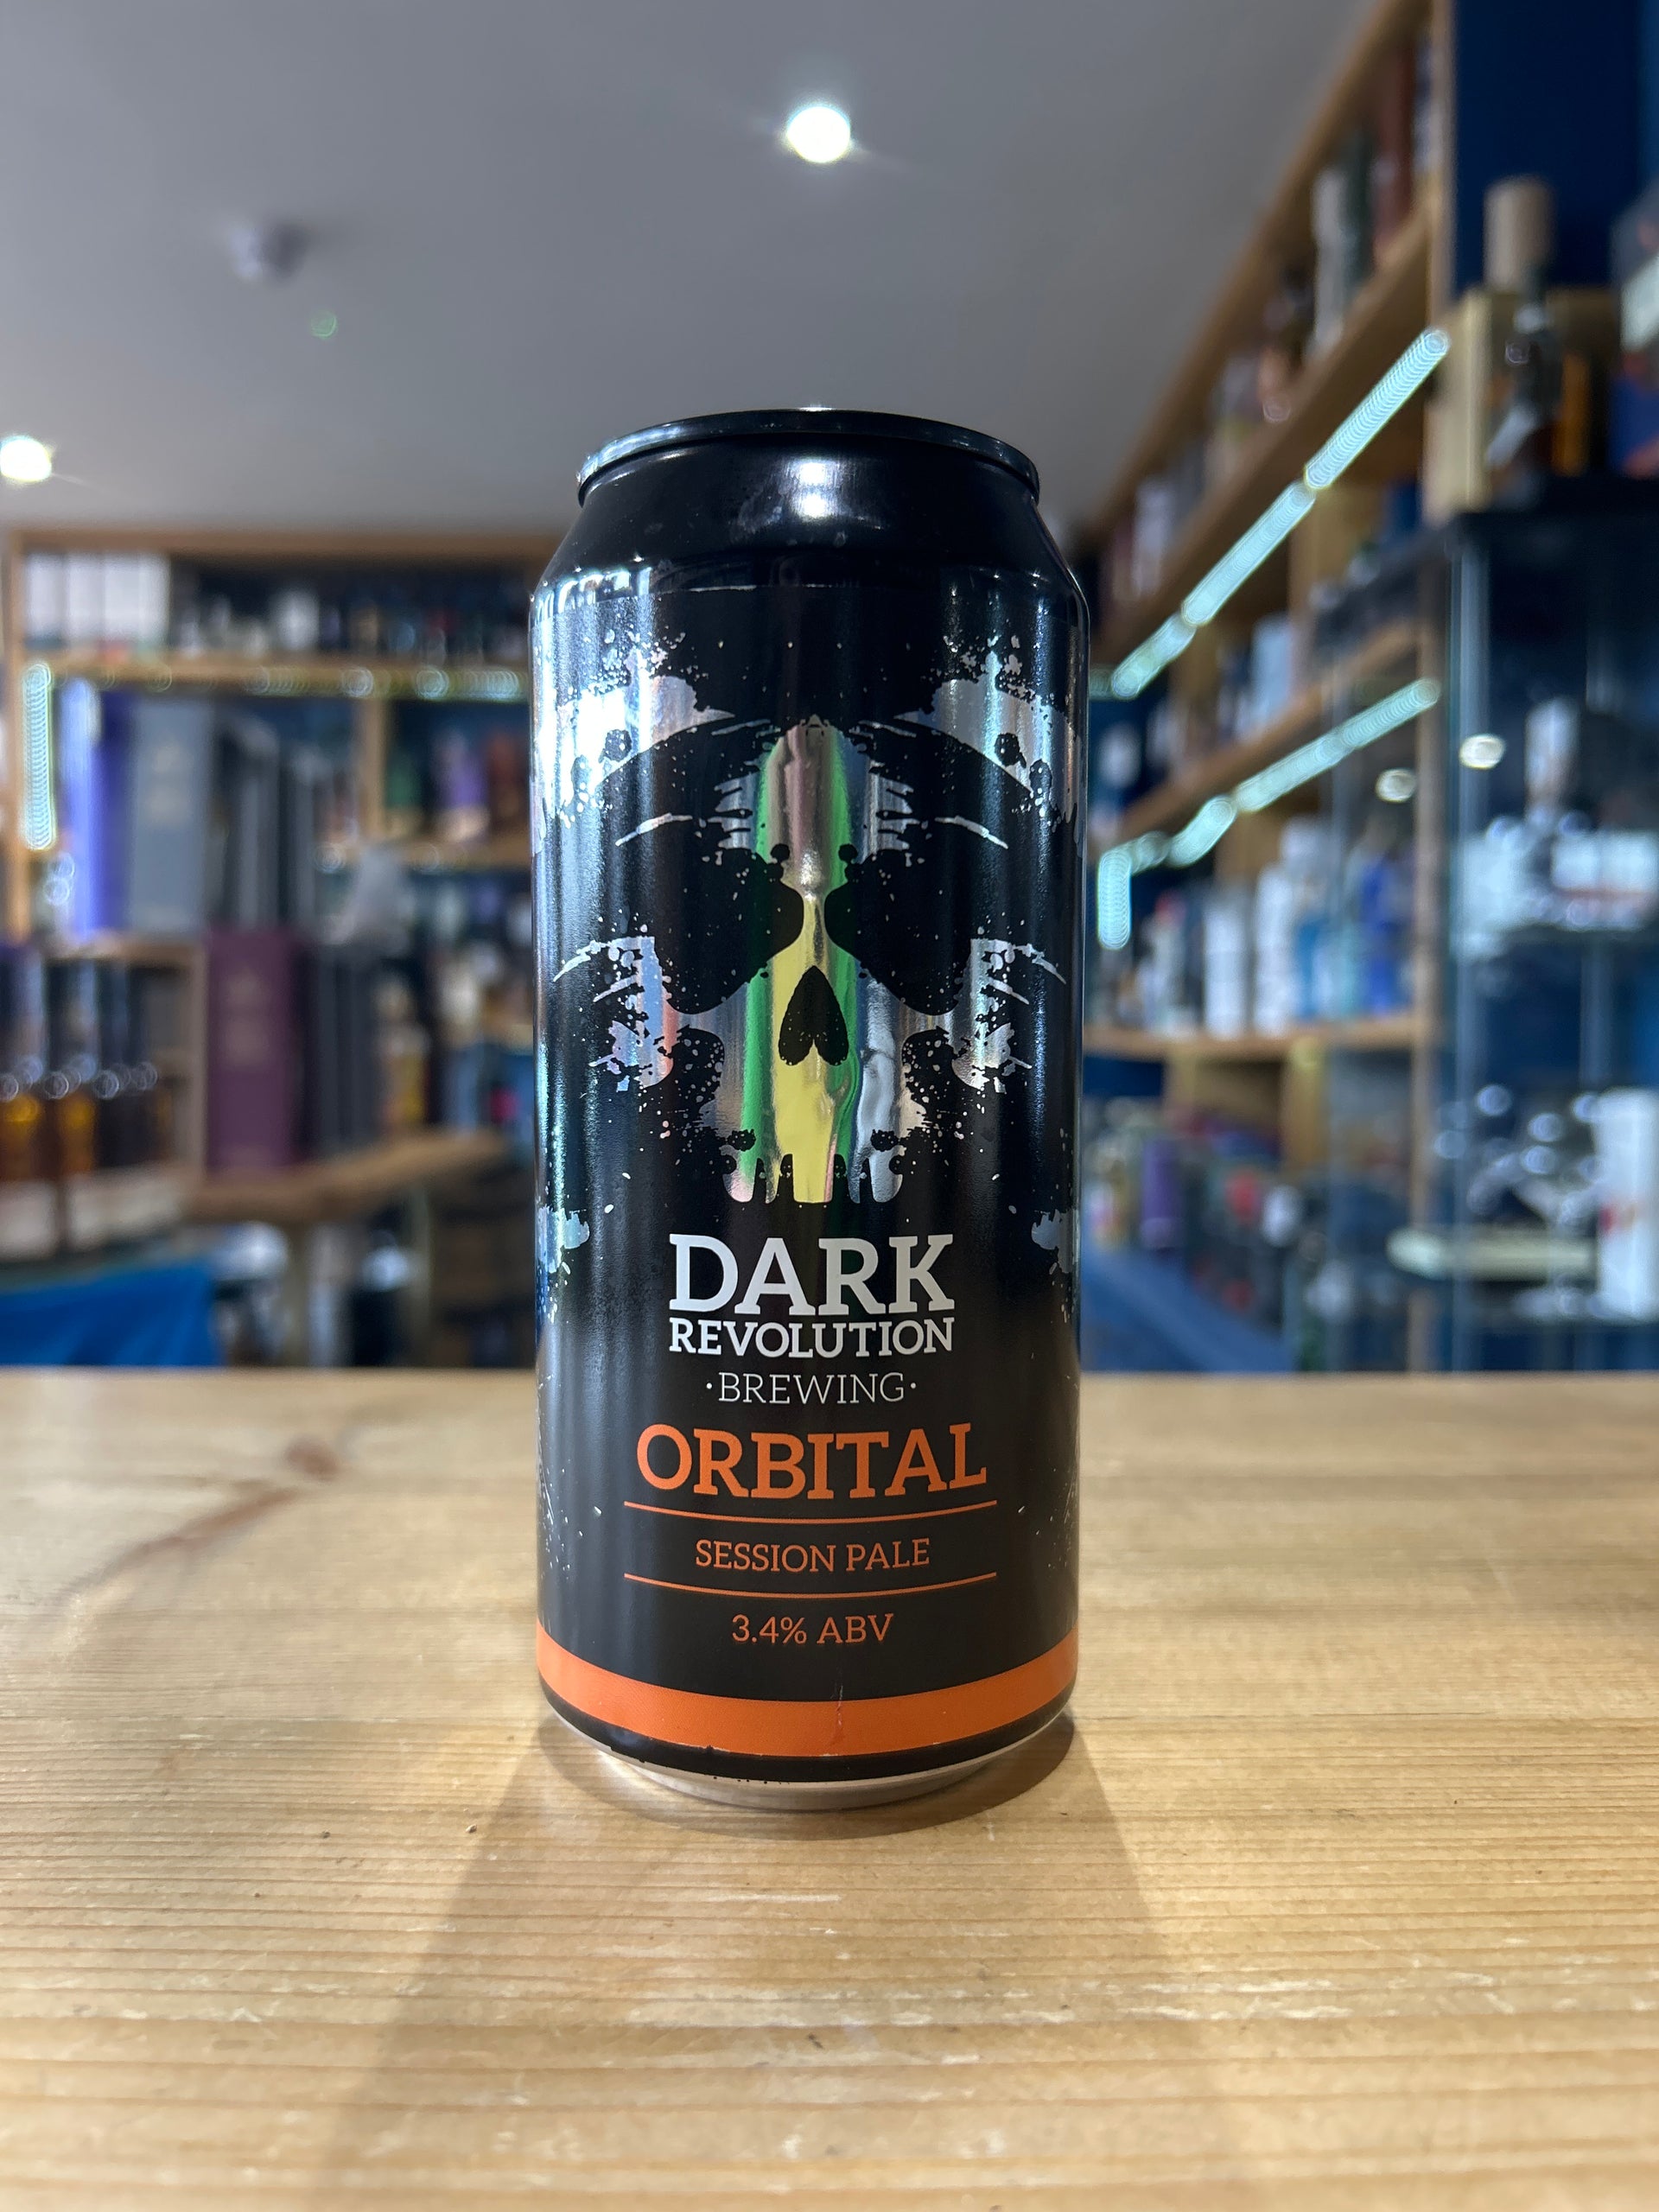 DARK
REVOLUTION
·BREWING·
ORBITAL
SESSION PALE
3.4% ABV